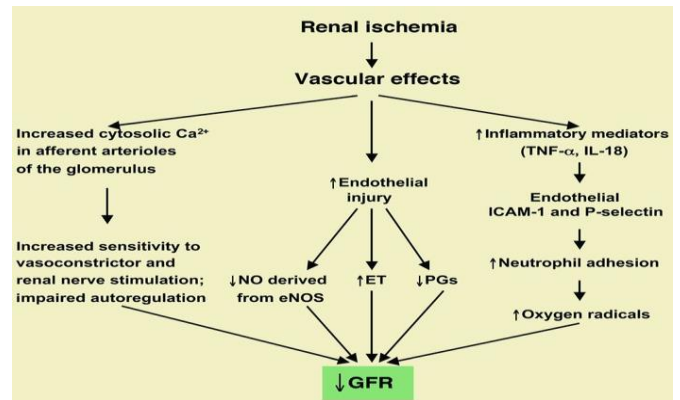 Renal ischemia
Vascular effects
Increased cytosolic Ca²⁺
in afferent arterioles
of the glomerulus
Increased sensitivity to
vasoconstrictor and
renal nerve stimulation;
impaired autoregulation
↑Endothelial
injury
↓NO derived
from eNOS
↑ET
↓PGs
↑Inflammatory mediators
(TNF-α, IL-18)
Endothelial
ICAM-1 and P-selectin
↑Neutrophil adhesion
↑Oxygen radicals
↓GFR